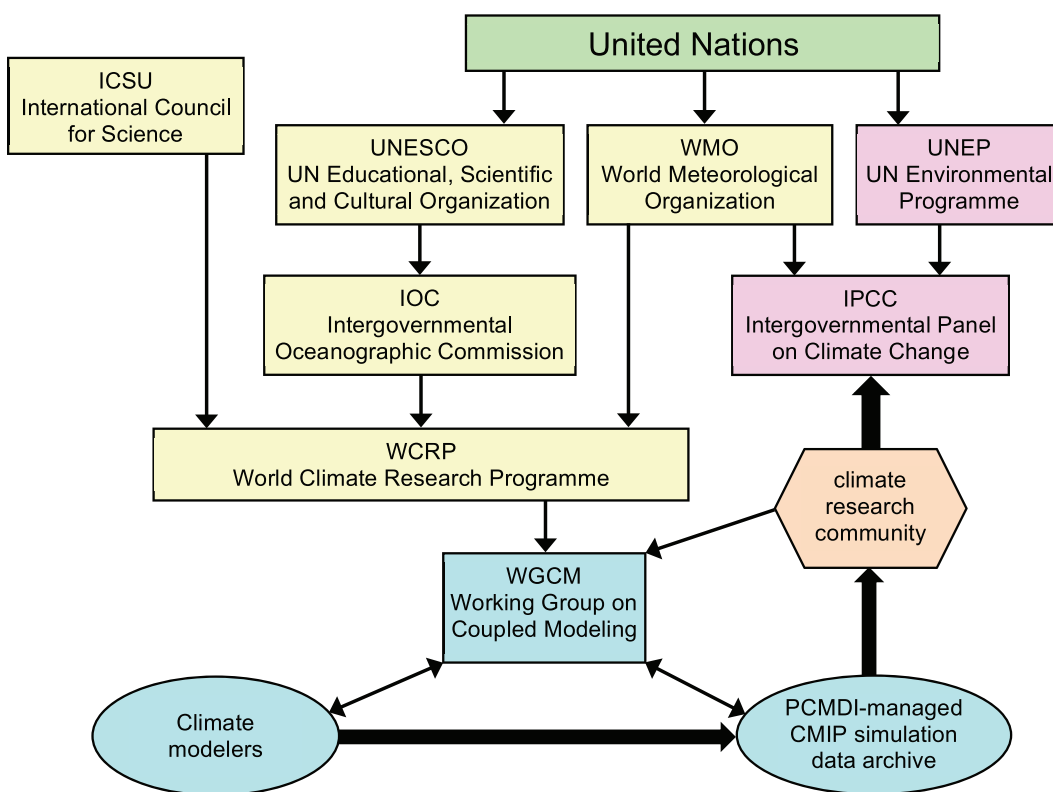 United Nations
ICSU
International Council
for Science
UNESCO
UN Educational, Scientific
and Cultural Organization
WMO
World Meteorological
Organization
UNEP
UN Environmental
Programme
IOC
Intergovernmental
Oceanographic Commission
IPCC
Intergovernmental Panel
on Climate Change
WCRP
World Climate Research Programme
climate
research
community
WGCM
Working Group on
Coupled Modeling
Climate
modelers
PCMDI-managed
CMIP simulation
data archive